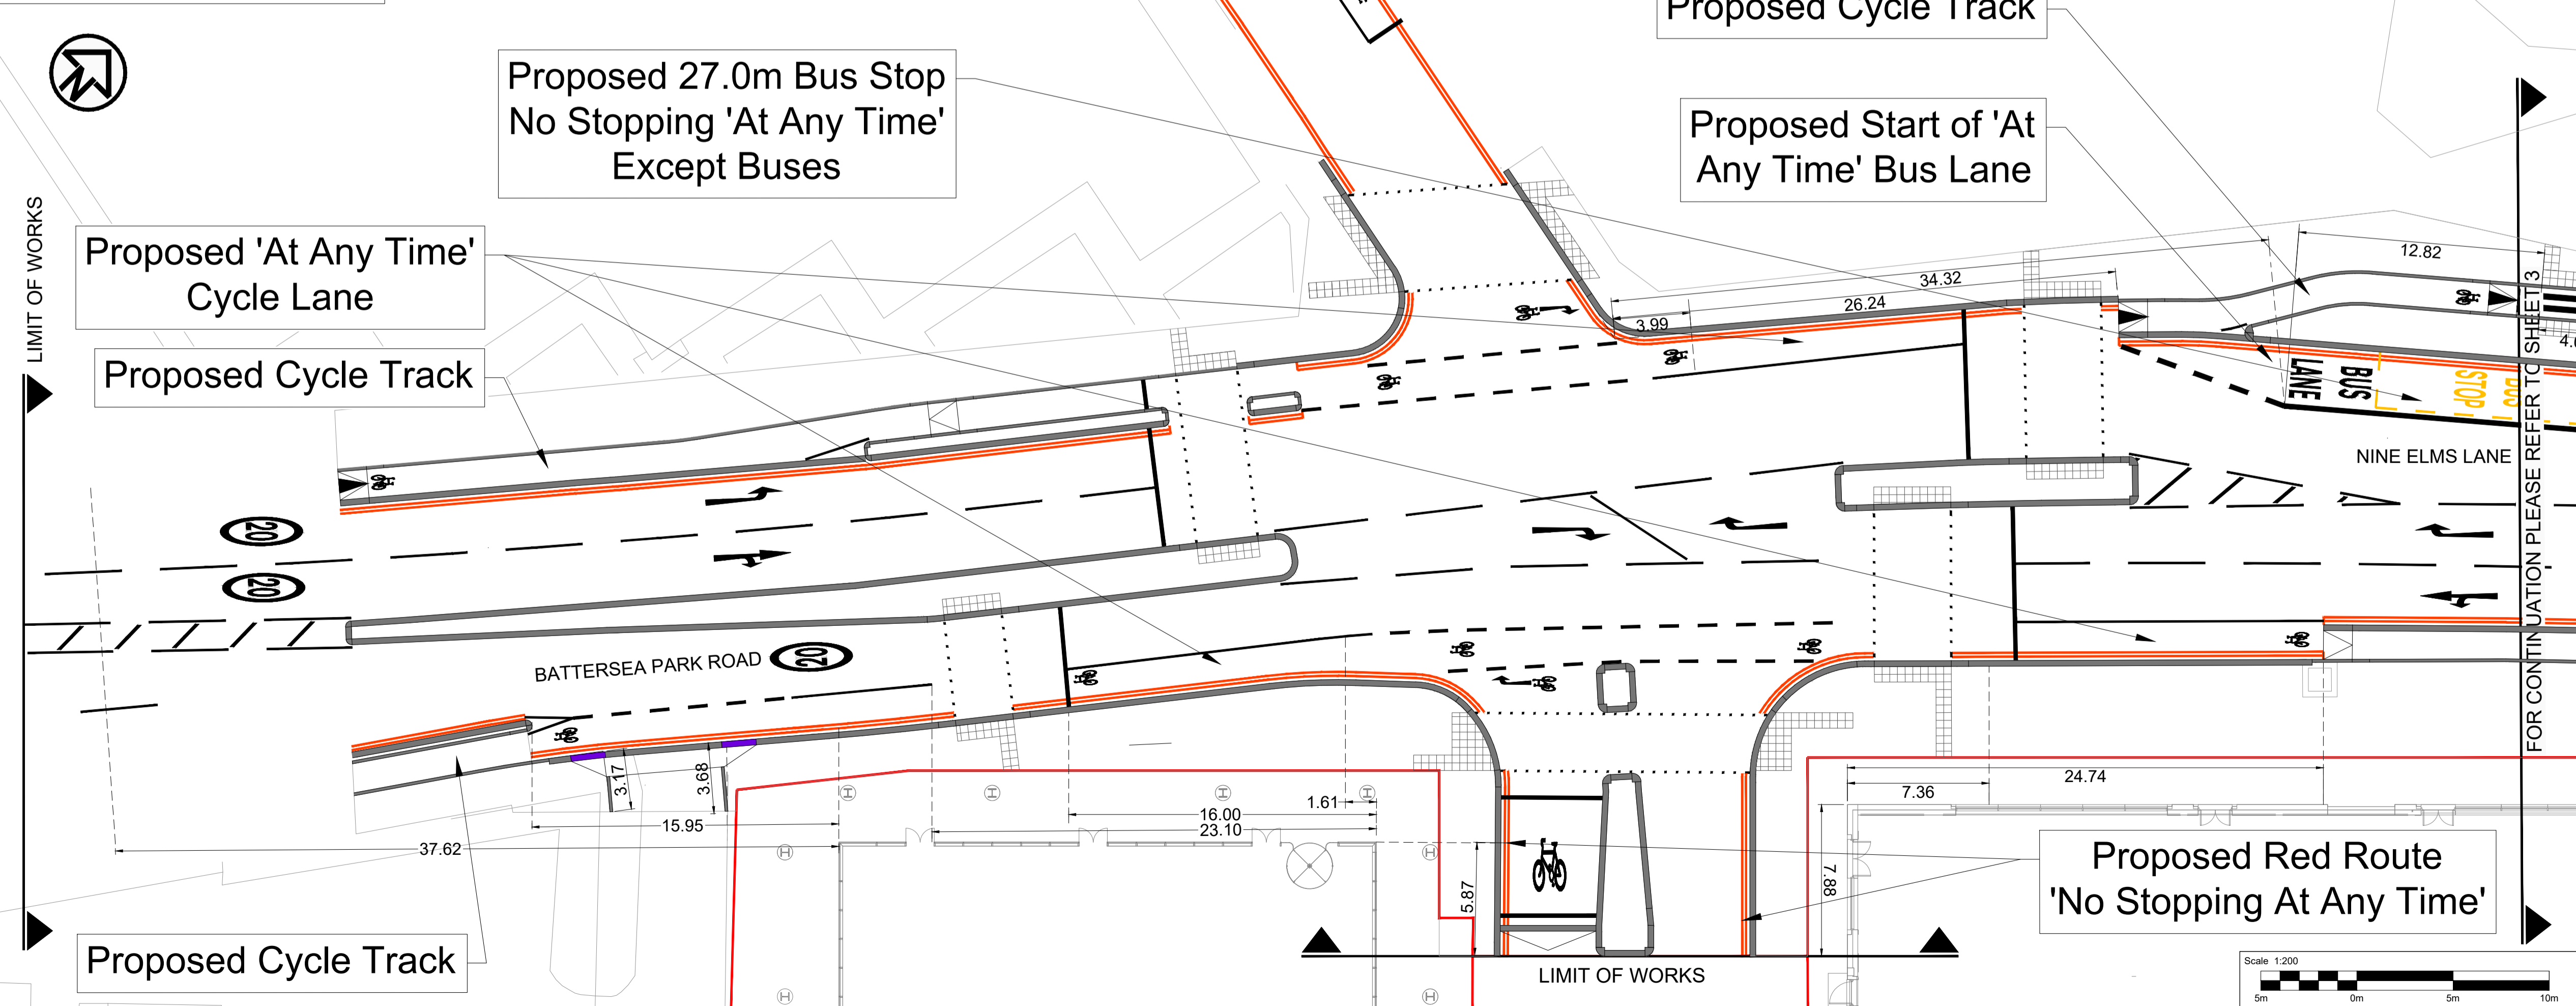 Proposed Cycle Track
Proposed 27.0m Bus Stop
No Stopping 'At Any Time'
Except Buses
Proposed Start of 'At
Any Time' Bus Lane
LIMIT OF WORKS
Proposed 'At Any Time'
Cycle Lane
Proposed Cycle Track
12.82
34.32
26.24
3.99
BUS
LANE
BUS
STOP
NINE ELMS LANE
FOR CONTINUATION PLEASE REFER TO SHEET 3
20
20
20
BATTERSEA PARK ROAD
3.17
3.68
15.95
37.62
1.61
16.00
23.10
5.87
24.74
7.36
7.88
Proposed Red Route
'No Stopping At Any Time'
Proposed Cycle Track
LIMIT OF WORKS
Scale 1:200
5m 0m 5m 10m
N